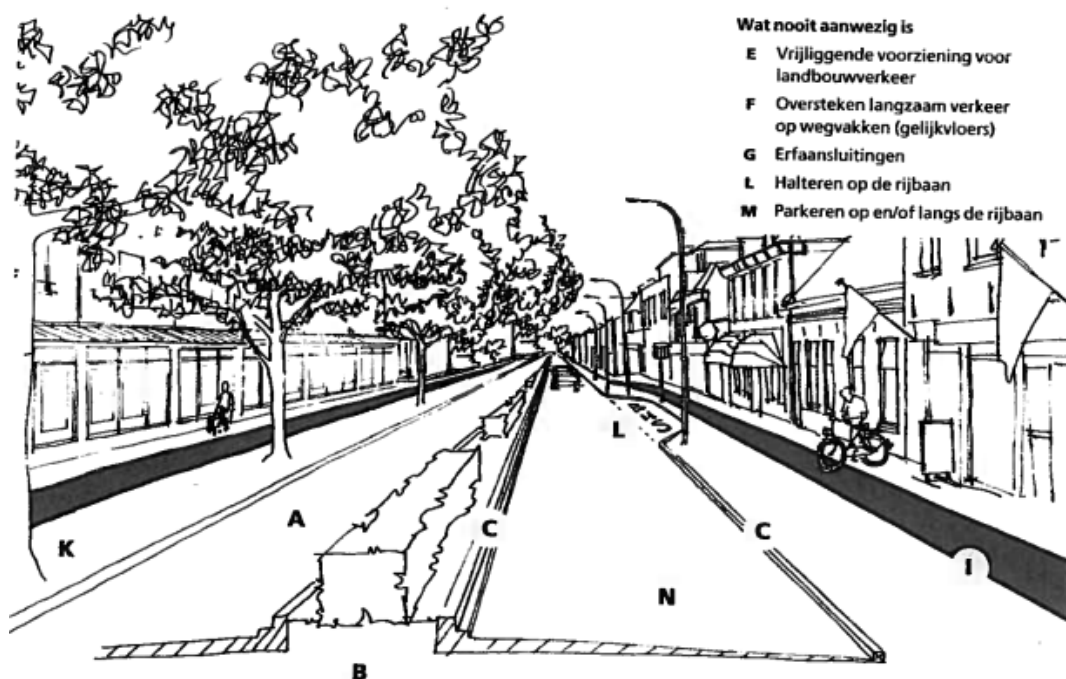 Wat nooit aanwezig is
E Vrijliggende voorziening voor
landbouwverkeer
F Oversteken langzaam verkeer
op wegvakken (gelijkvloers)
G Erfaansluitingen
L Halteren op de rijbaan
M Parkeren op en/of langs de rijbaan
L
K
A
C
C
I
N
B